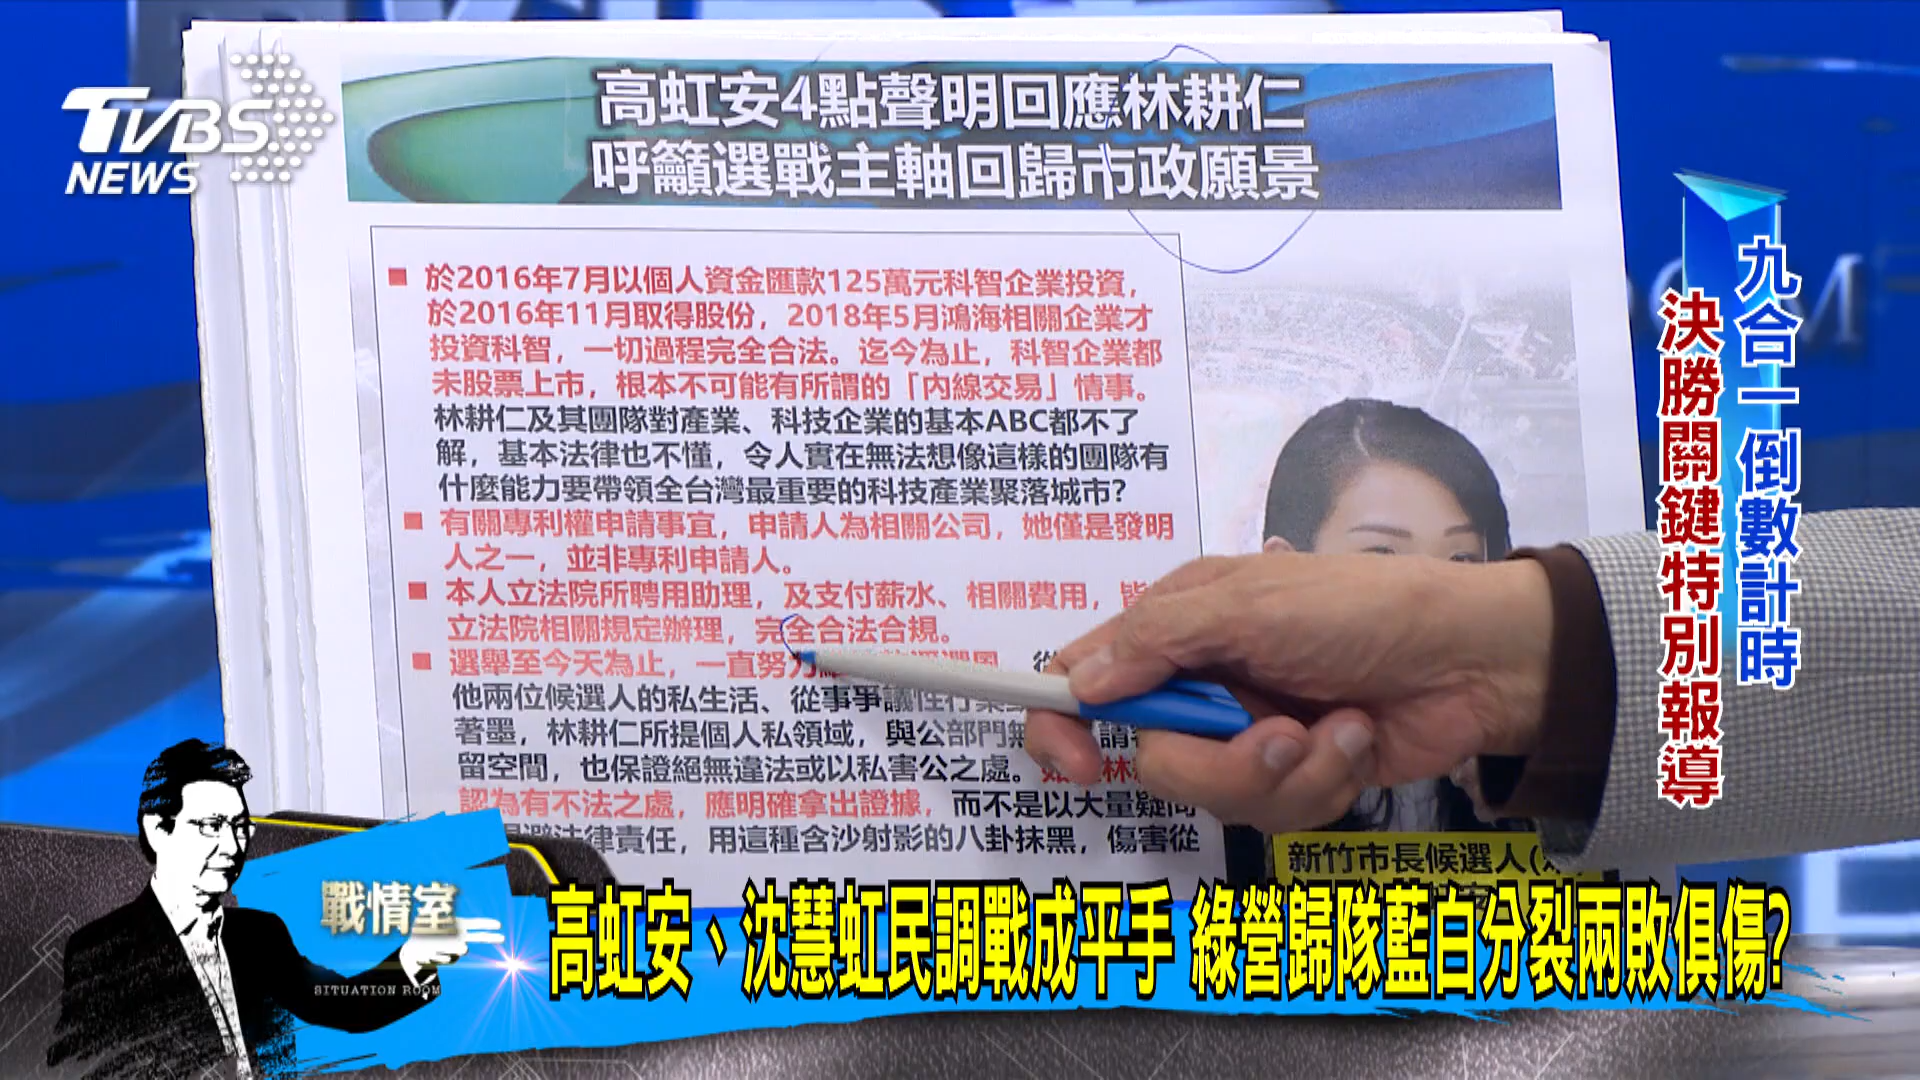 TVBS
NEWS
高虹安4點聲明回應林耕仁
呼籲選戰主軸回歸市政願景
■ 於2016年7月以個人資金匯款125萬元科智企業投資，
於2016年11月取得股份，2018年5月鴻海相關企業才
投資科智，一切過程完全合法。迄今為止，科智企業都
未股票上市，根本不可能有所謂的「內線交易」情事。
林耕仁及其團隊對產業、科技企業的基本ABC都不了
解，基本法律也不懂，令人實在無法想像這樣的團隊有
什麼能力要帶領全台灣最重要的科技產業聚落城市？
■ 有關專利權申請事宜，申請人為相關公司，她僅是發明
人之一，並非專利申請人。
■ 本人立法院所聘用助理，及支付薪水、相關費用，皆
立法院相關規定辦理，完全合法合規。
■ 選舉至今天為止，一直努力
他兩位候選人的私生活、從事爭議性行
著墨，林耕仁所提個人私領域，與公部門無 請
留空間，也保證絕無違法或以私害公之處。 林
認為有不法之處，應明確拿出證據，而不是以大量疑問
避法律責任，用這種含沙射影的八卦抹黑，傷害從
新竹市長候選人
九合一倒數計時
決勝關鍵特別報導
戰情室
SITUATION ROOM
高虹安、沈慧虹民調戰成平手 綠營歸隊藍白分裂兩敗俱傷?